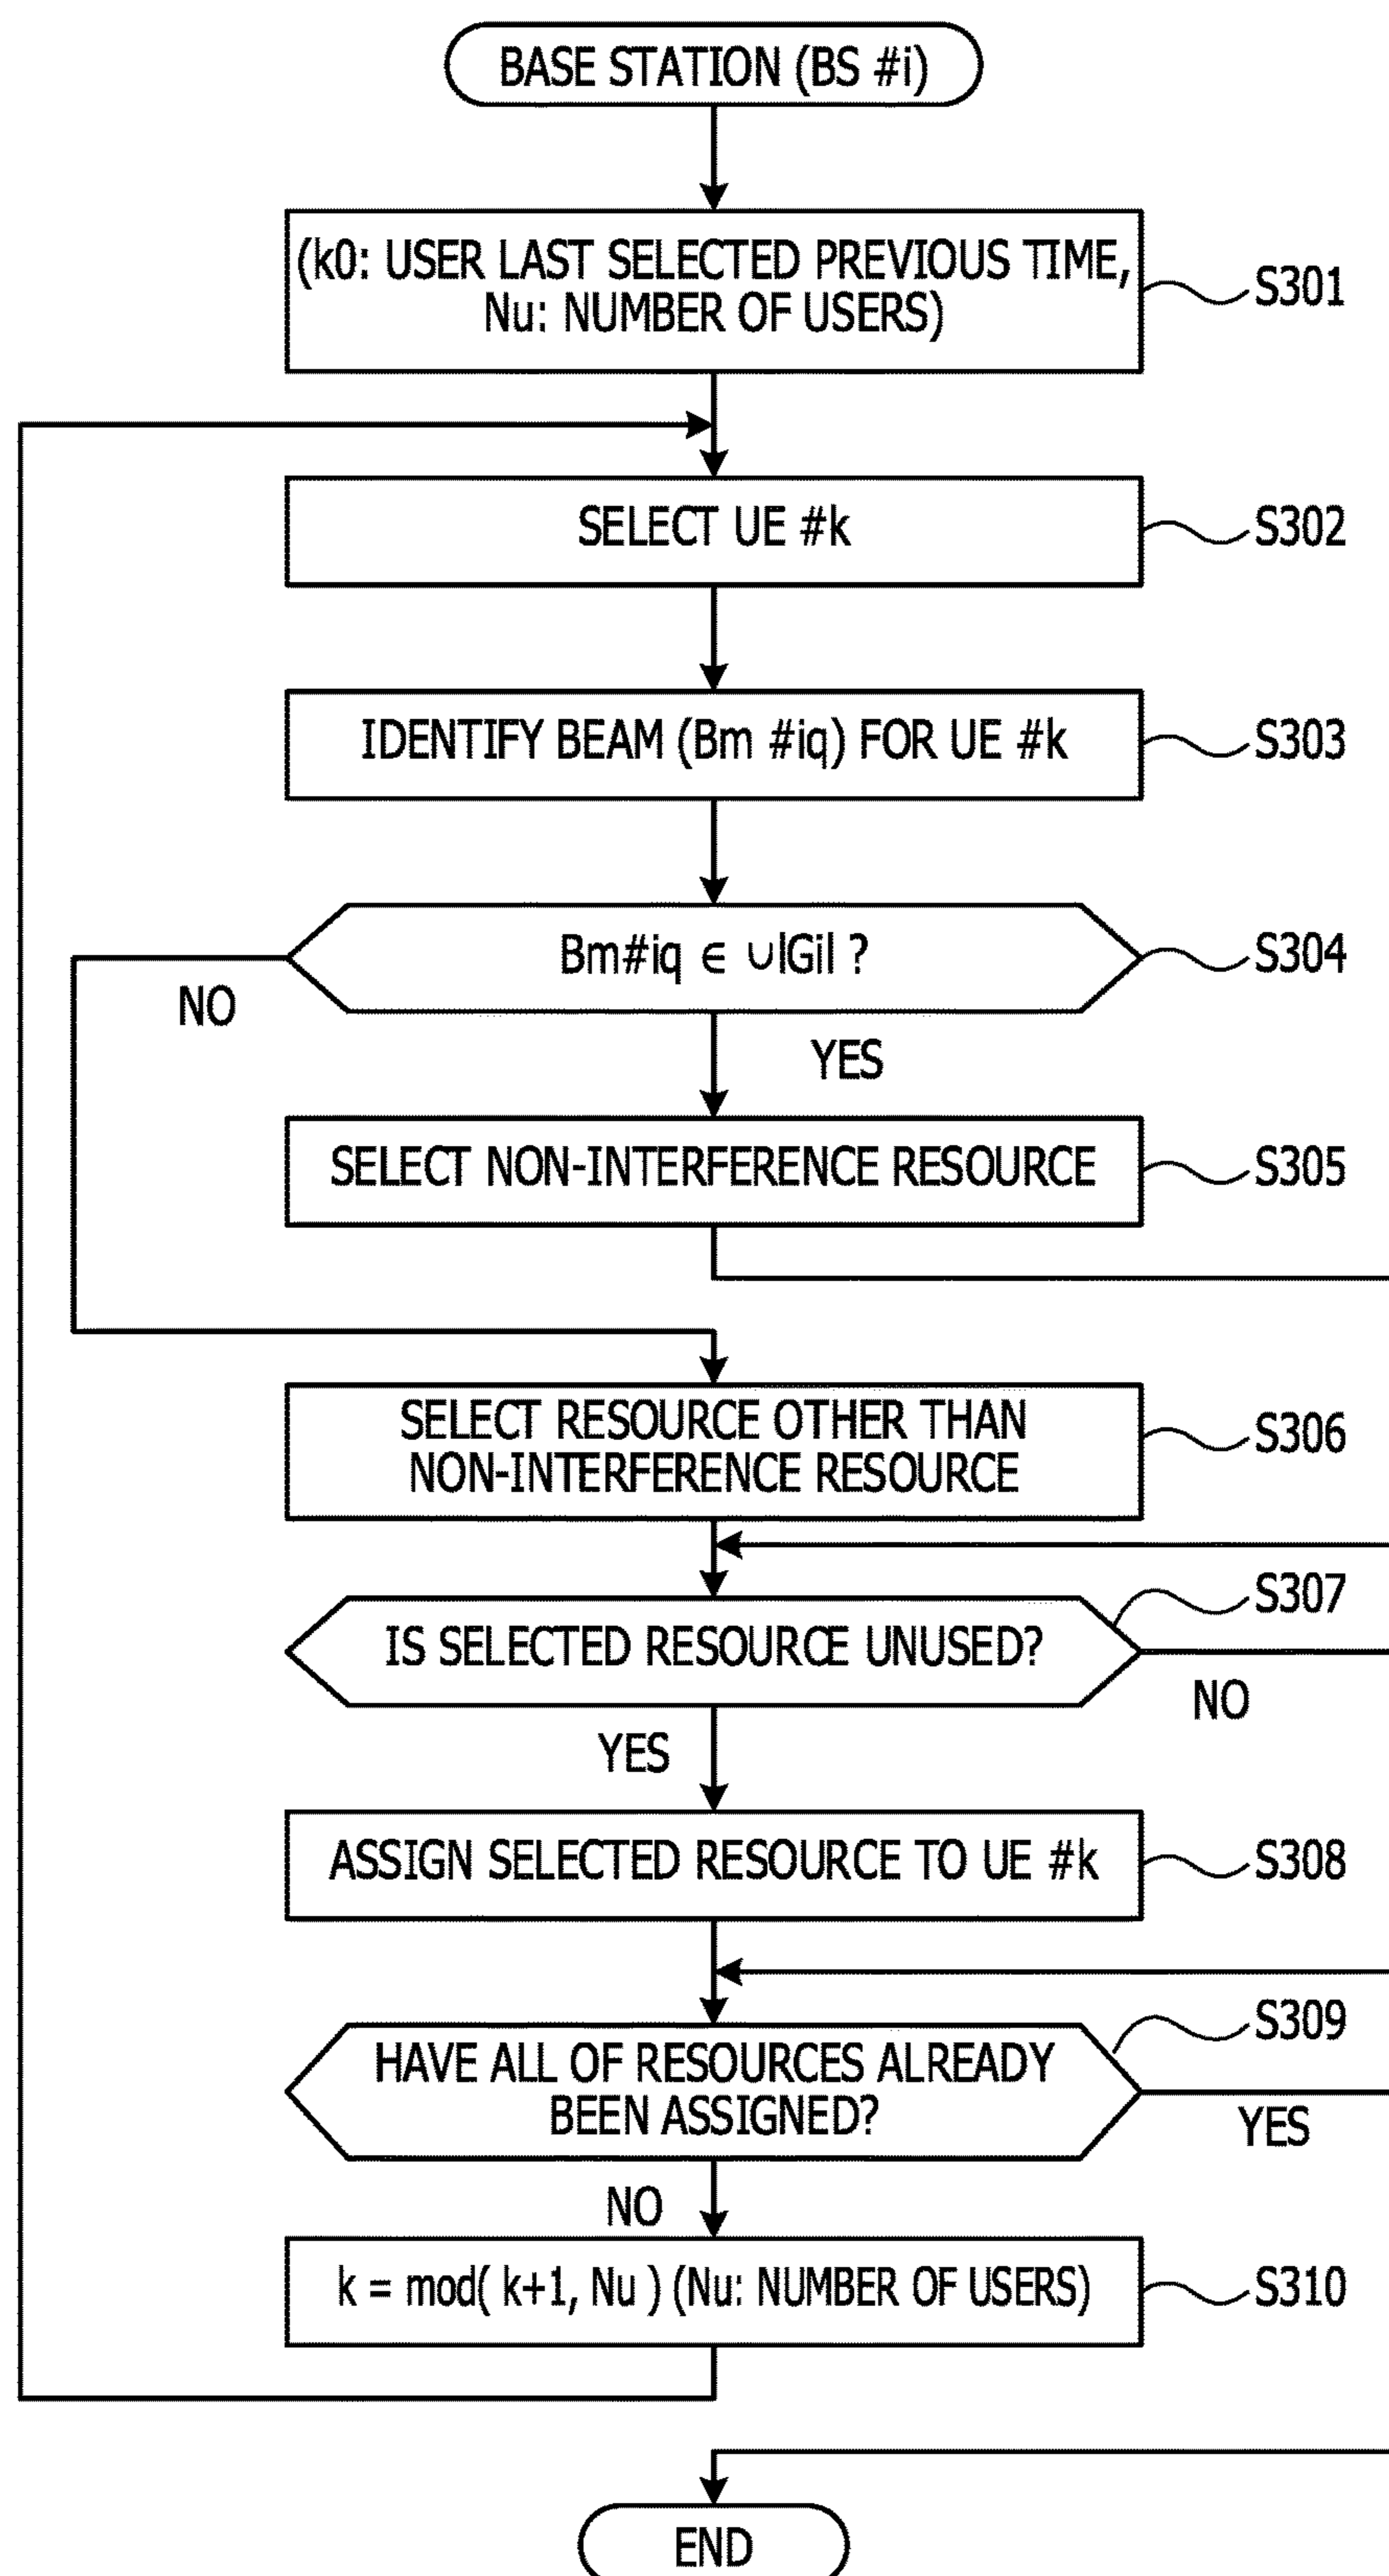 BASE STATION (BS #i)
(k0: USER LAST SELECTED PREVIOUS TIME,
Nu: NUMBER OF USERS)
S301
SELECT UE #k
S302
IDENTIFY BEAM (Bm #iq) FOR UE #k
S303
Bm#iq ∈ ∪lGil ?
S304
NO
YES
SELECT NON-INTERFERENCE RESOURCE
S305
SELECT RESOURCE OTHER THAN
NON-INTERFERENCE RESOURCE
S306
IS SELECTED RESOURCE UNUSED?
S307
NO
YES
ASSIGN SELECTED RESOURCE TO UE #k
S308
HAVE ALL OF RESOURCES ALREADY
BEEN ASSIGNED?
S309
YES
NO
k = mod( k+1, Nu ) (Nu: NUMBER OF USERS)
S310
END